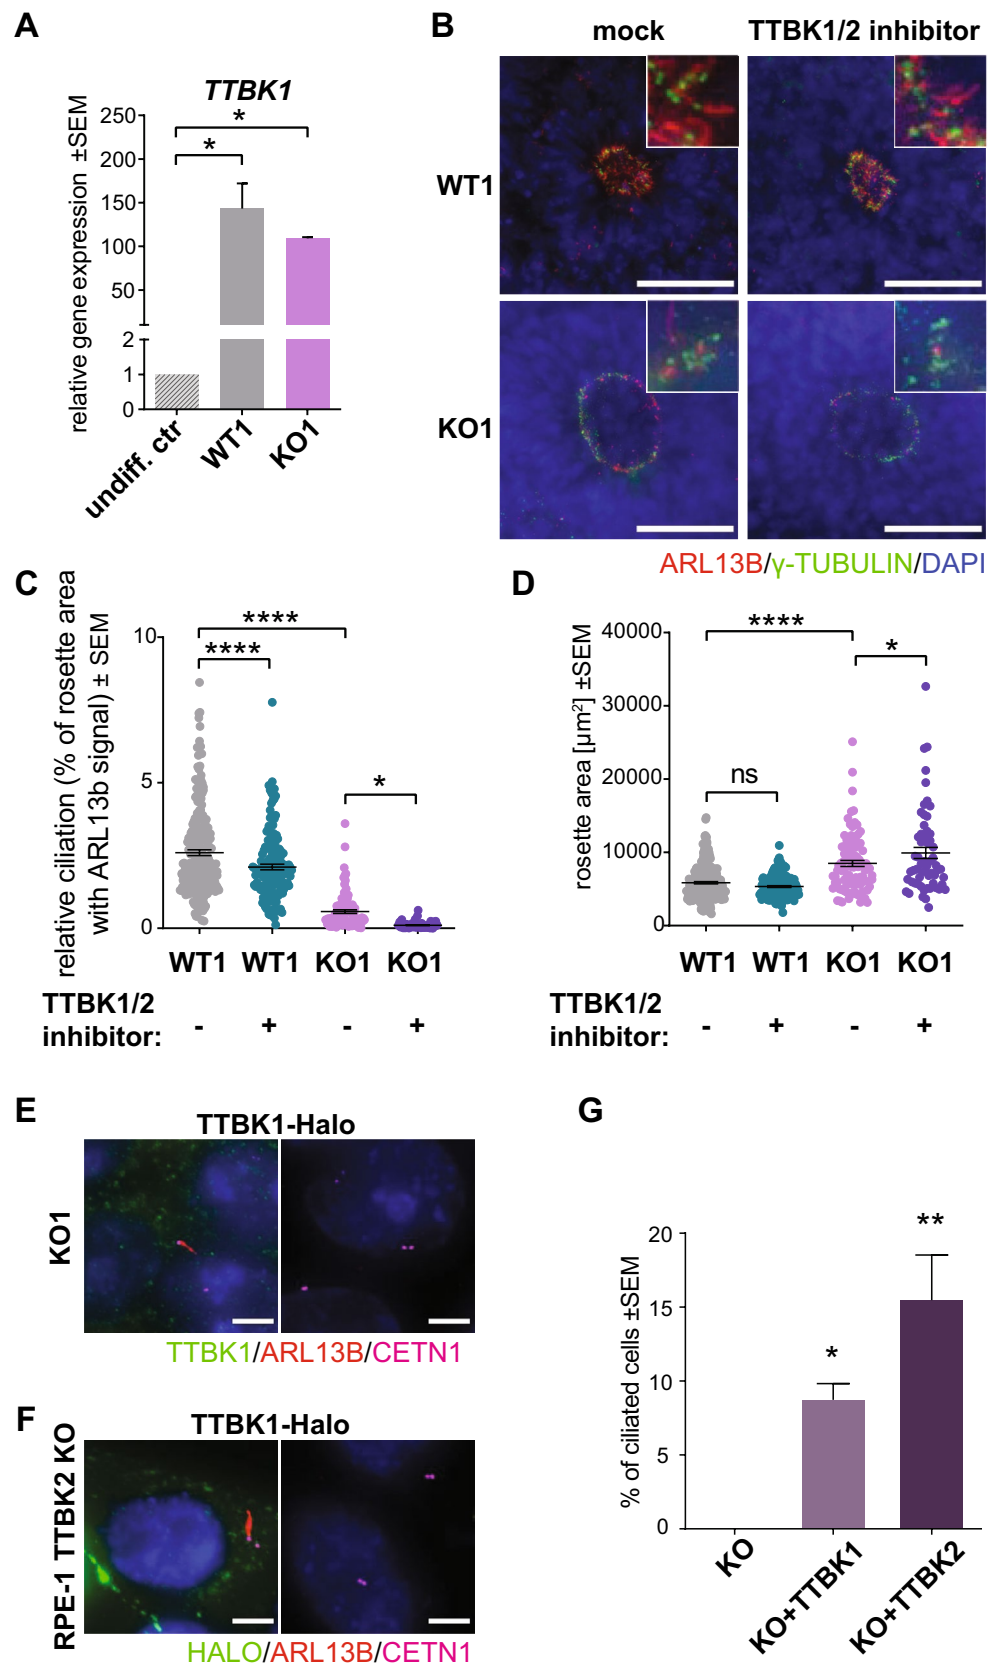 A
TTBK1
relative gene expression ±SEM
250
200
150
100
50
2
1
0
*
*
undiff. ctr
WT1
KO1
B
mock
TTBK1/2 inhibitor
WT1
KO1
ARL13B/γ-TUBULIN/DAPI
C
relative ciliation (% of rosette area
with ARL13b signal) ± SEM
10
5
0
****
****
*
WT1 WT1 KO1 KO1
TTBK1/2
inhibitor: - + - +
D
rosette area [µm²] ±SEM
40000
30000
20000
10000
0
****
*
ns
WT1 WT1 KO1 KO1
TTBK1/2
inhibitor: - + - +
E
TTBK1-Halo
KO1
TTBK1/ARL13B/CETN1
F
TTBK1-Halo
RPE-1 TTBK2 KO
HALO/ARL13B/CETN1
G
% of ciliated cells ±SEM
20
15
10
5
0
*
**
KO
KO+TTBK1
KO+TTBK2